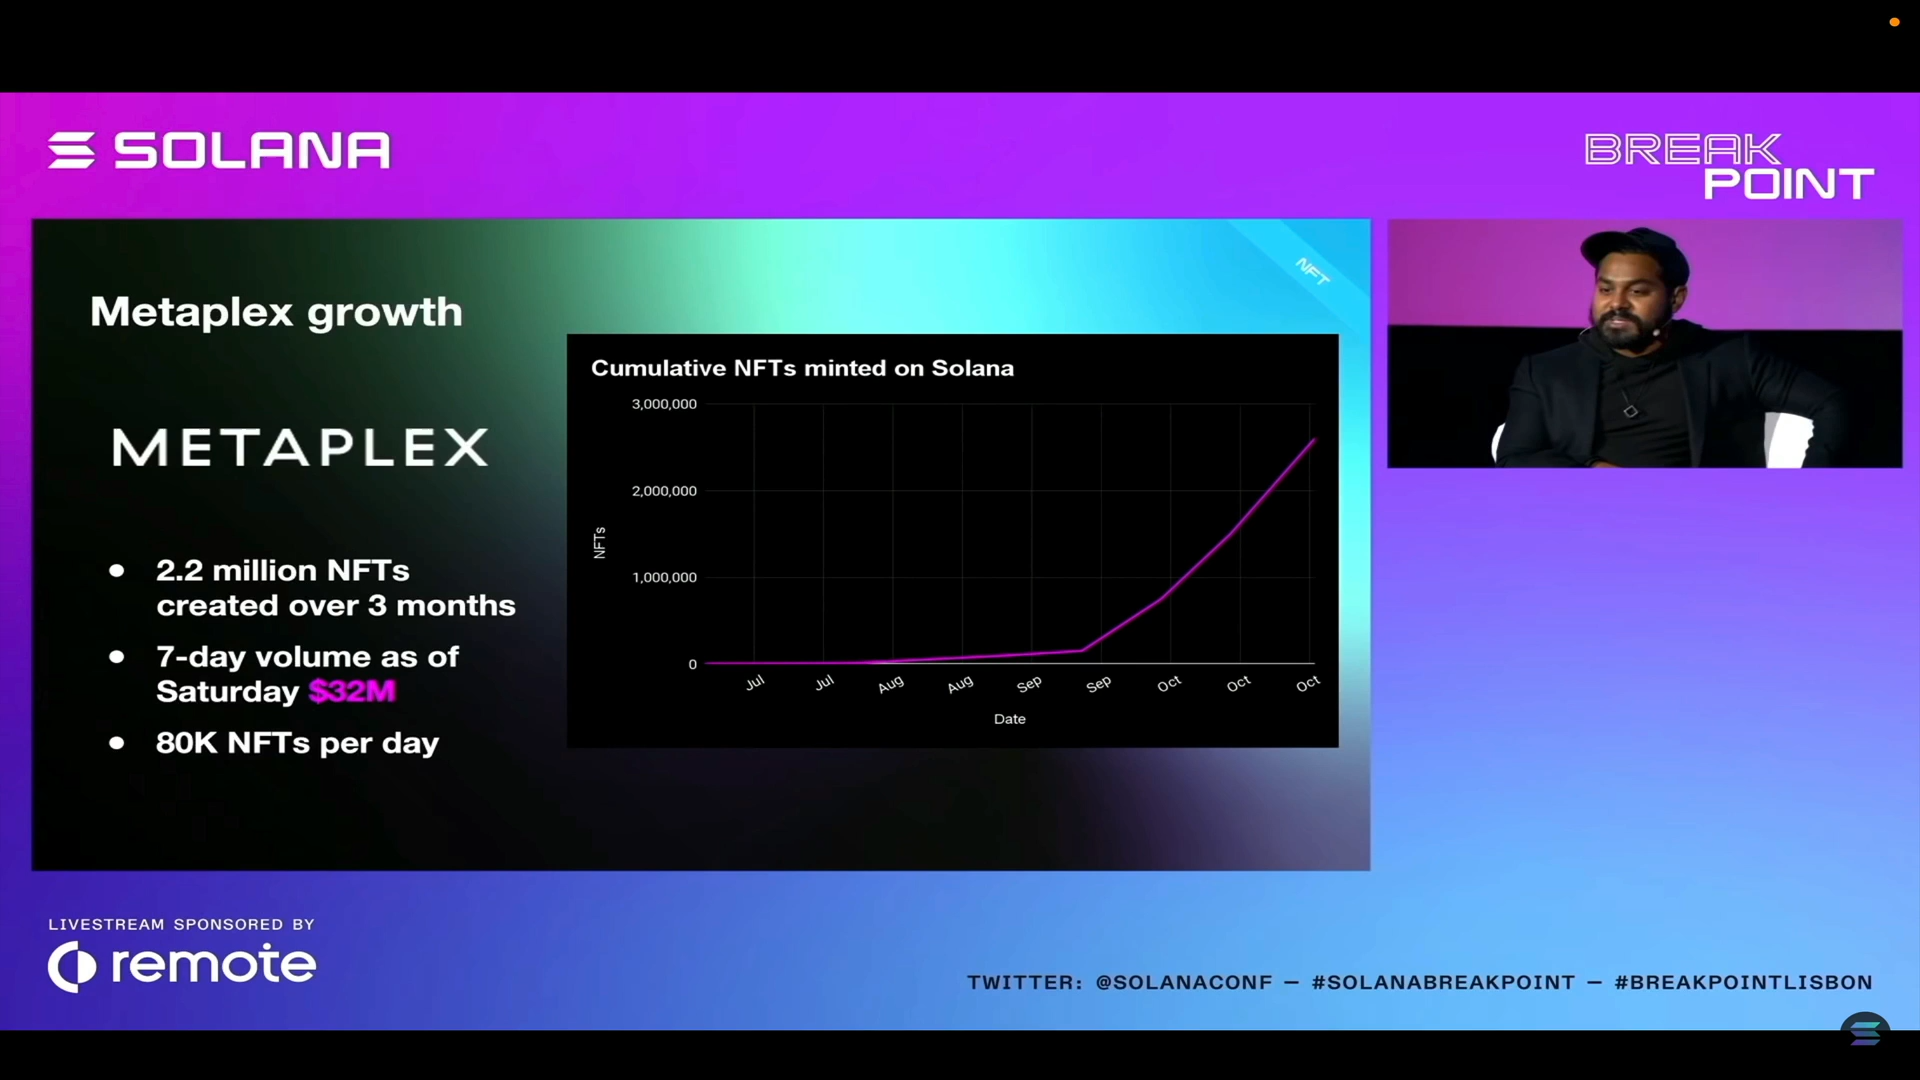 SOLANA
BREAK
POINT
NFT
Metaplex growth
METAPLEX
2.2 million NFTs
created over 3 months
7-day volume as of
Saturday $32M
80K NFTs per day
Cumulative NFTs minted on Solana
3,000,000
2,000,000
1,000,000
0
NFTs
Jul Jul Aug Aug Sep Sep Oct Oct Oct
Date
LIVESTREAM SPONSORED BY
remote
TWITTER: @SOLANACONF — #SOLANABREAKPOINT — #BREAKPOINTLISBON